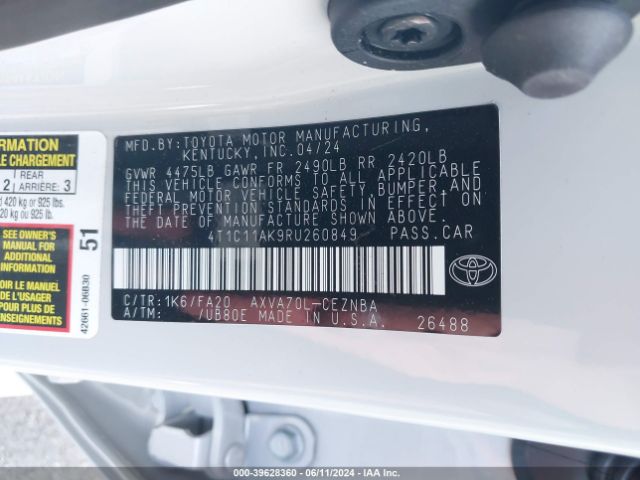 MFD.BY:TOYOTA MOTOR MANUFACTURING,
KENTUCKY, INC.04/24
GVWR 4475LB GAWR FR 2490LB RR 2420LB
THIS VEHICLE CONFORMS TO ALL APPLICABLE
FEDERAL MOTOR VEHICLE SAFETY, BUMPER, AND
THEFT PREVENTION STANDARDS IN EFFECT ON
THE DATE OF MANUFACTURE SHOWN ABOVE.
4T1C11AK9RU260849 PASS.CAR
C/TR:1K6/FA20 AXVA70L-CEZNBA
A/TM: /UB80E MADE IN U.S.A. 26488
RMATION
LE CHARGEMENT
REAR
2 ARRIÈRE: 3
d 420 kg or 925 lbs.
20 kg ou 925 lb.
SEE OWNER'S
MANUAL FOR
ADDITIONAL
INFORMATION
OIR LE MANUEL
DE L'USAGER
POUR PLUS DE
51
42661-06B30
000-39628360 - 06/11/2024 - IAA Inc.